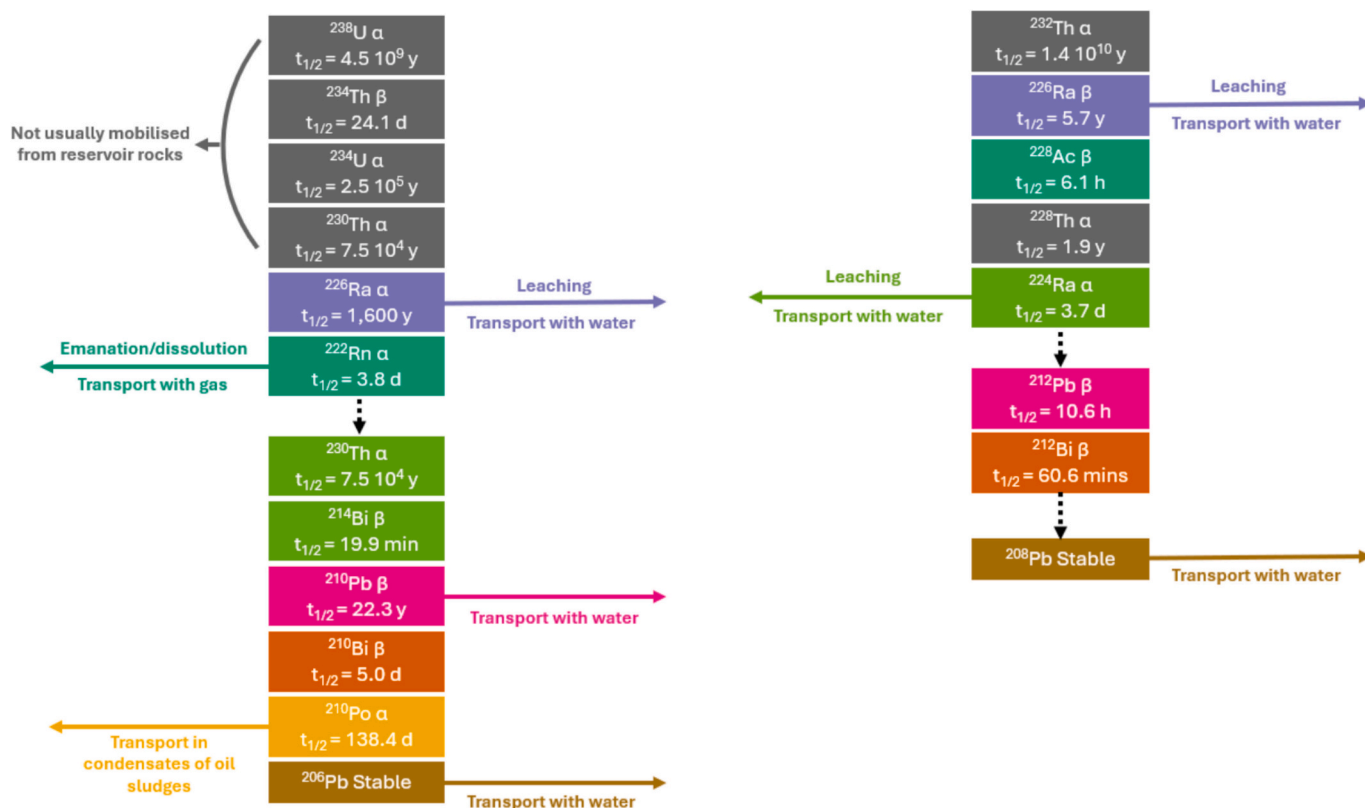 ²³⁸U α
t₁/₂ = 4.5 10⁹ y
²³⁴Th β
t₁/₂ = 24.1 d
Not usually mobilised
from reservoir rocks
²³⁴U α
t₁/₂ = 2.5 10⁵ y
²³⁰Th α
t₁/₂ = 7.5 10⁴ y
²²⁶Ra α
t₁/₂ = 1,600 y
Leaching
Transport with water
Emanation/dissolution
Transport with gas
²²²Rn α
t₁/₂ = 3.8 d
²³⁰Th α
t₁/₂ = 7.5 10⁴ y
²¹⁴Bi β
t₁/₂ = 19.9 min
²¹⁰Pb β
t₁/₂ = 22.3 y
Transport with water
²¹⁰Bi β
t₁/₂ = 5.0 d
²¹⁰Po α
t₁/₂ = 138.4 d
Transport in
condensates of oil
sludges
²⁰⁶Pb Stable
Transport with water
²³²Th α
t₁/₂ = 1.4 10¹⁰ y
²²⁶Ra β
t₁/₂ = 5.7 y
Leaching
Transport with water
²²⁸Ac β
t₁/₂ = 6.1 h
²²⁸Th α
t₁/₂ = 1.9 y
Leaching
Transport with water
²²⁴Ra α
t₁/₂ = 3.7 d
²¹²Pb β
t₁/₂ = 10.6 h
²¹²Bi β
t₁/₂ = 60.6 mins
²⁰⁸Pb Stable
Transport with water